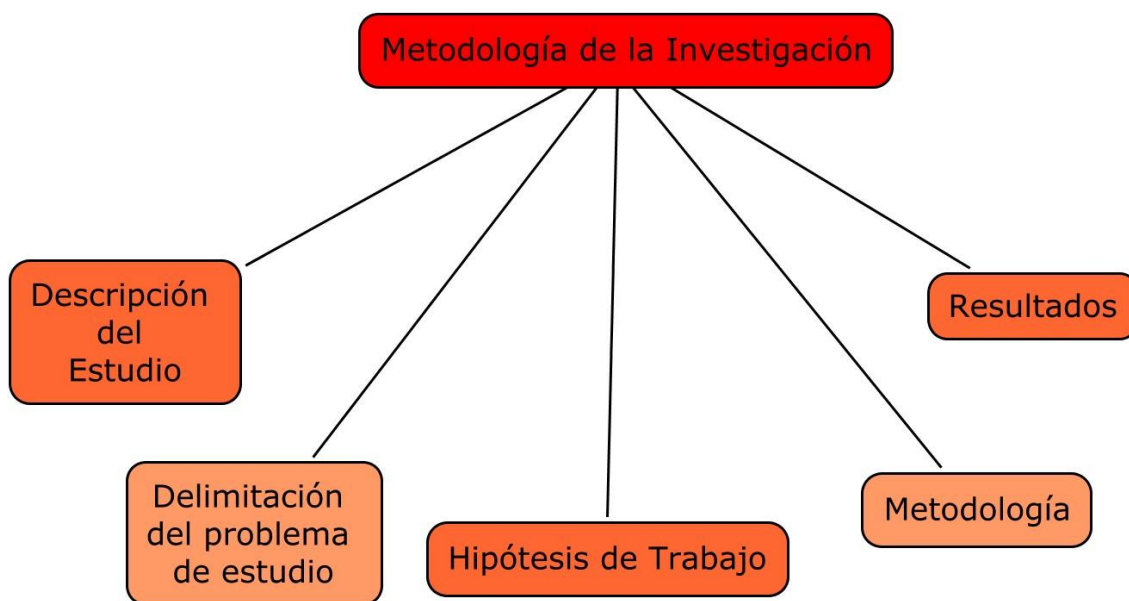 Metodología de la Investigación
Descripción
del
Estudio
Delimitación
del problema
de estudio
Hipótesis de Trabajo
Metodología
Resultados